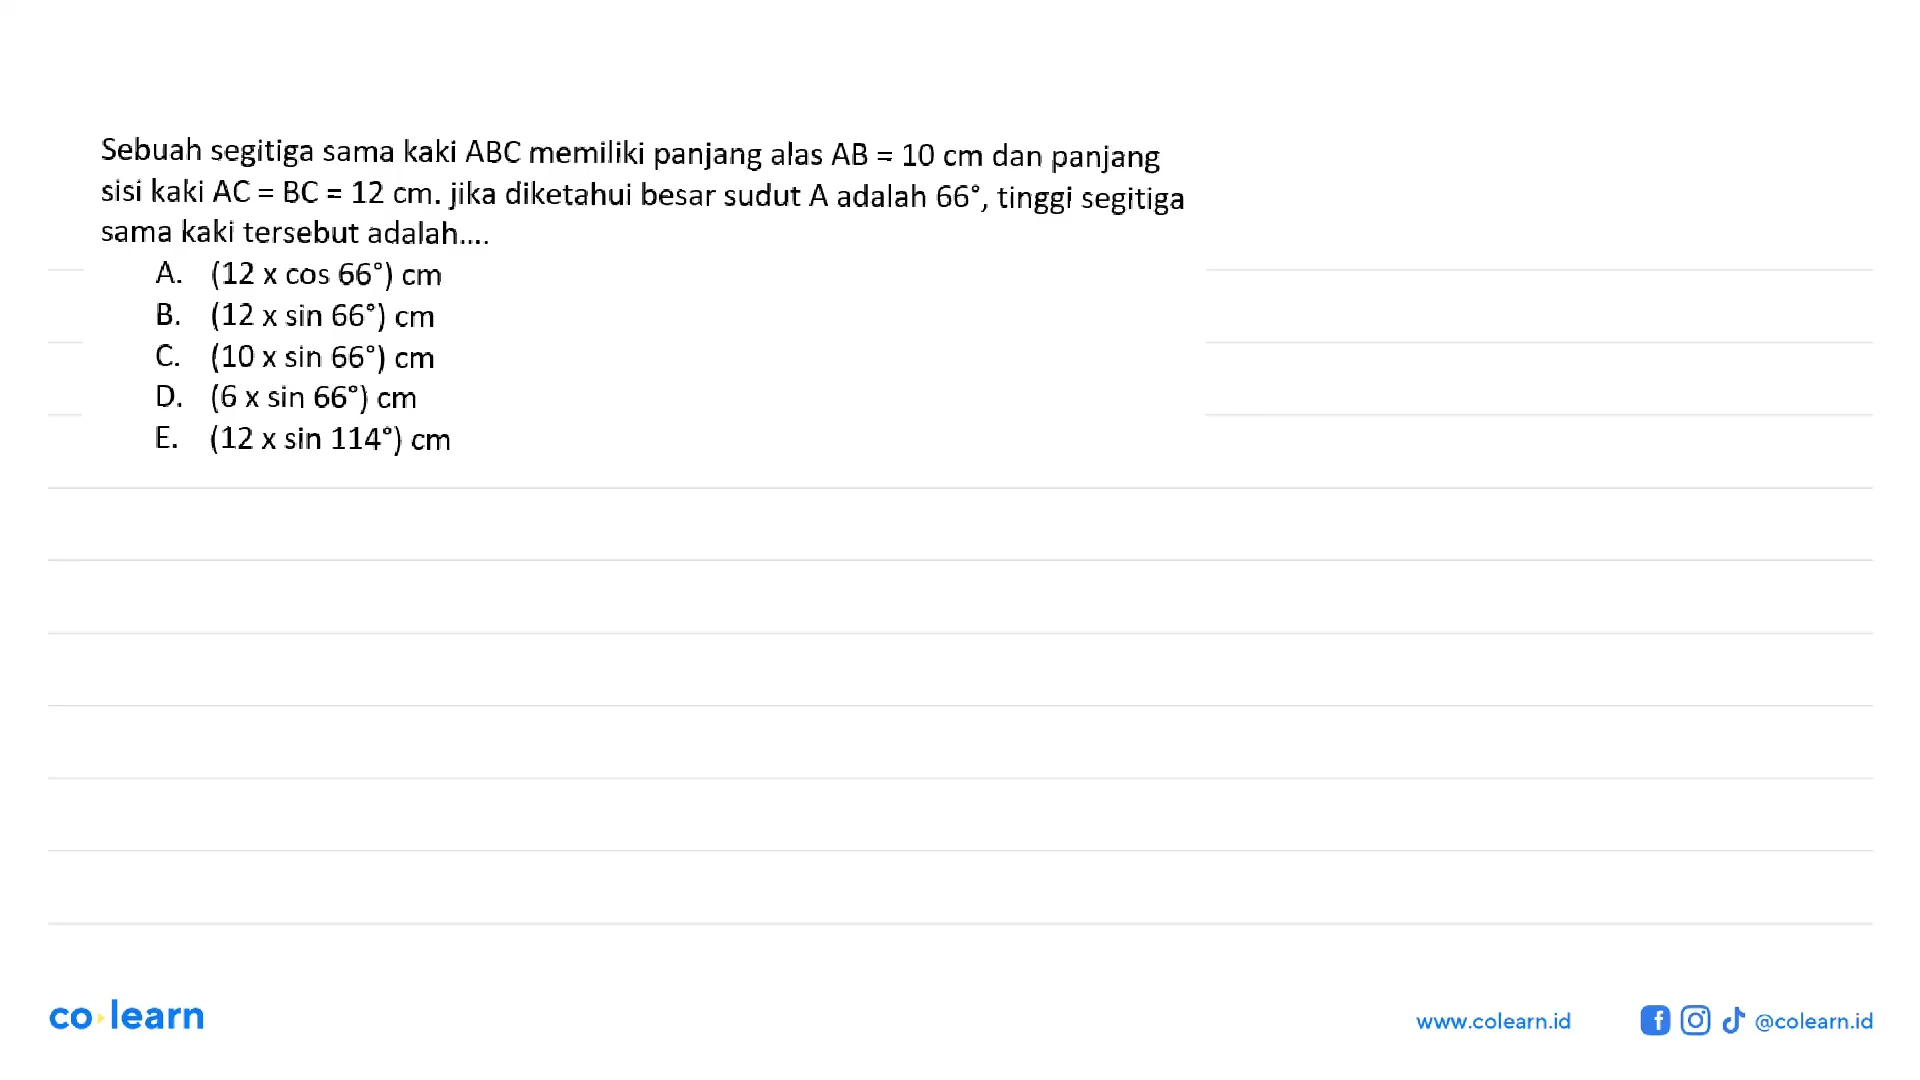 Sebuah segitiga sama kaki ABC memiliki panjang alas AB = 10 cm dan panjang
sisi kaki AC = BC = 12 cm. jika diketahui besar sudut A adalah 66°, tinggi segitiga
sama kaki tersebut adalah....
A. (12 x cos 66°) cm
B. (12 x sin 66°) cm
C. (10 x sin 66°) cm
D. (6 x sin 66°) cm
E. (12 x sin 114°) cm
co learn
www.colearn.id @colearn.id